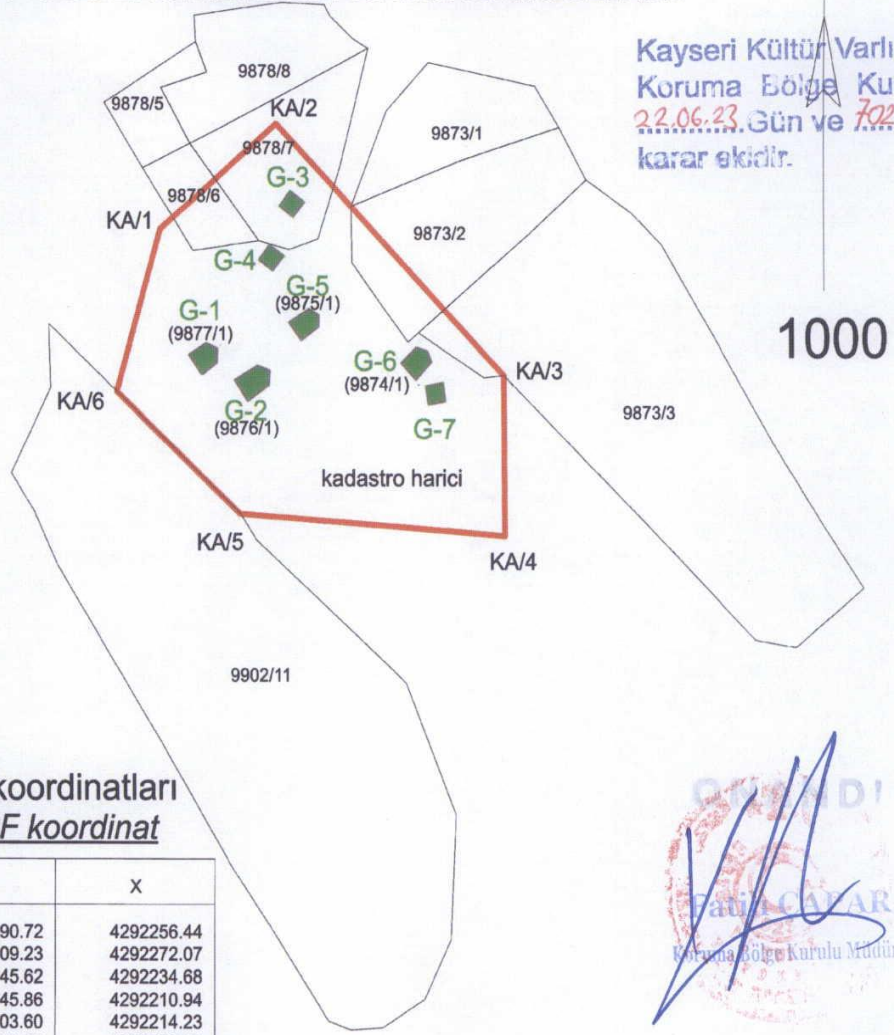 Kayseri Kültür Varlı
Koruma Bölge Ku
22.06.23 Gün ve 702
karar ekidir.
9878/8
9878/5
KA/2
9878/7
9873/1
9878/6
G-3
KA/1
9873/2
G-4
G-5
(9875/1)
G-1
(9877/1)
1000
G-6
(9874/1)
KA/3
KA/6
G-2
(9876/1)
9873/3
G-7
kadastro harici
KA/5
KA/4
9902/11
koordinatları
F koordinat
x
90.72 4292256.44
09.23 4292272.07
45.62 4292234.68
45.86 4292210.94
03.60 4292214.23
ONANDI
Fatih ÇAPAR
Koruma Bölge Kurulu Müdür